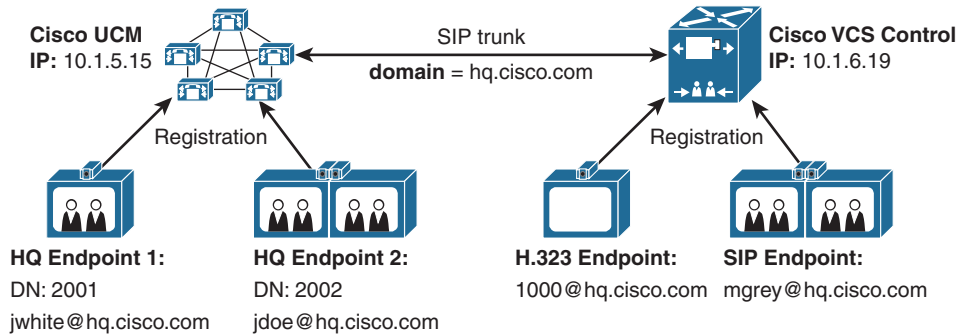 Cisco UCM
IP: 10.1.5.15
SIP trunk
domain = hq.cisco.com
Cisco VCS Control
IP: 10.1.6.19
Registration
Registration
HQ Endpoint 1:
DN: 2001
jwhite@hq.cisco.com
HQ Endpoint 2:
DN: 2002
jdoe@hq.cisco.com
H.323 Endpoint:
1000@hq.cisco.com
SIP Endpoint:
mgrey@hq.cisco.com